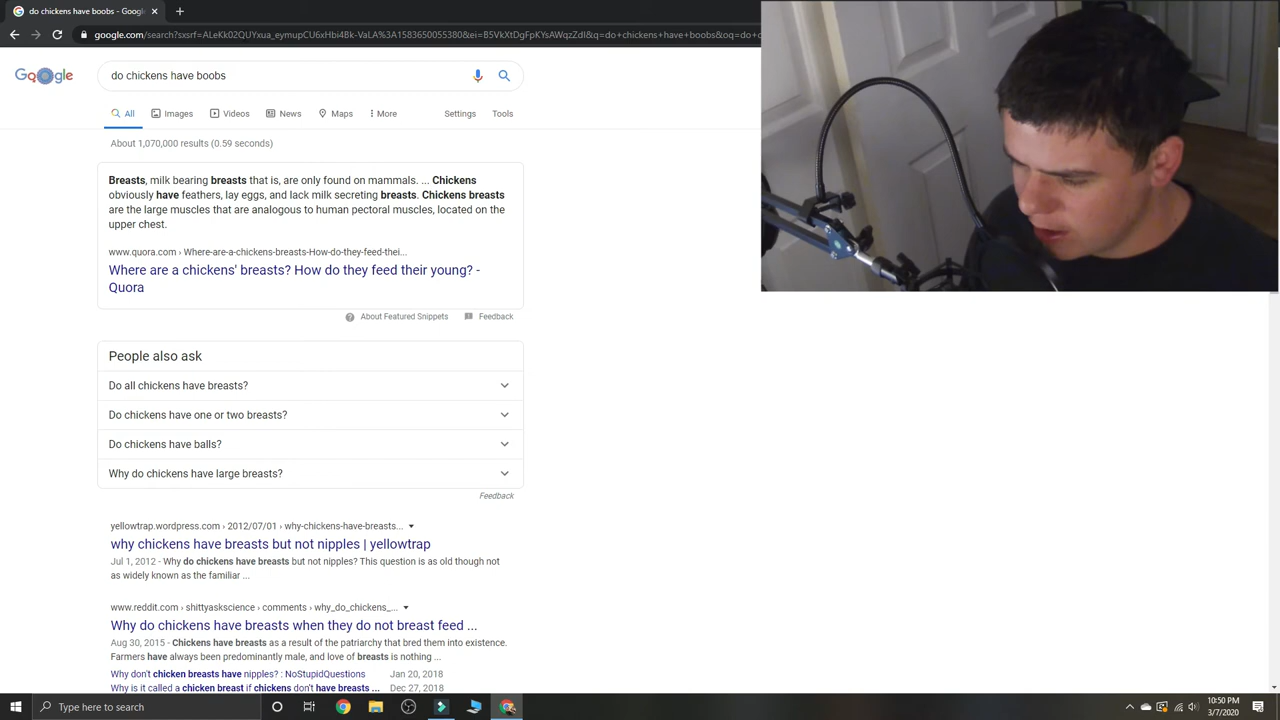 do chickens have boobs - Googl
google.com/search?sxsrf=ALeKk02QUYxua_eymupCU6xHbi4Bk-VaLA%3A1583650055380&ei=B5VkXtDgFpKYsAWqzZdI&q=do+chickens+have+boobs&oq=do+
Google
do chickens have boobs
All Images Videos News Maps More Settings Tools
About 1,070,000 results (0.59 seconds)
Breasts, milk bearing breasts that is, are only found on mammals. ... Chickens
obviously have feathers, lay eggs, and lack milk secreting breasts. Chickens breasts
are the large muscles that are analogous to human pectoral muscles, located on the
upper chest.
www.quora.com › Where-are-a-chickens-breasts-How-do-they-feed-thei...
Where are a chickens' breasts? How do they feed their young? -
Quora
About Featured Snippets Feedback
People also ask
Do all chickens have breasts?
Do chickens have one or two breasts?
Do chickens have balls?
Why do chickens have large breasts?
Feedback
yellowtrap.wordpress.com › 2012/07/01 › why-chickens-have-breasts...
why chickens have breasts but not nipples | yellowtrap
Jul 1, 2012 - Why do chickens have breasts but not nipples? This question is as old though not
as widely known as the familiar ...
www.reddit.com › shittyaskscience › comments › why_do_chickens_...
Why do chickens have breasts when they do not breast feed ...
Aug 30, 2015 - Chickens have breasts as a result of the patriarchy that bred them into existence.
Farmers have always been predominantly male, and love of breasts is nothing ...
Why don't chicken breasts have nipples? : NoStupidQuestions Jan 20, 2018
Why is it called a chicken breast if chickens don't have breasts ... Dec 27, 2018
Type here to search
10:50 PM
3/7/2020